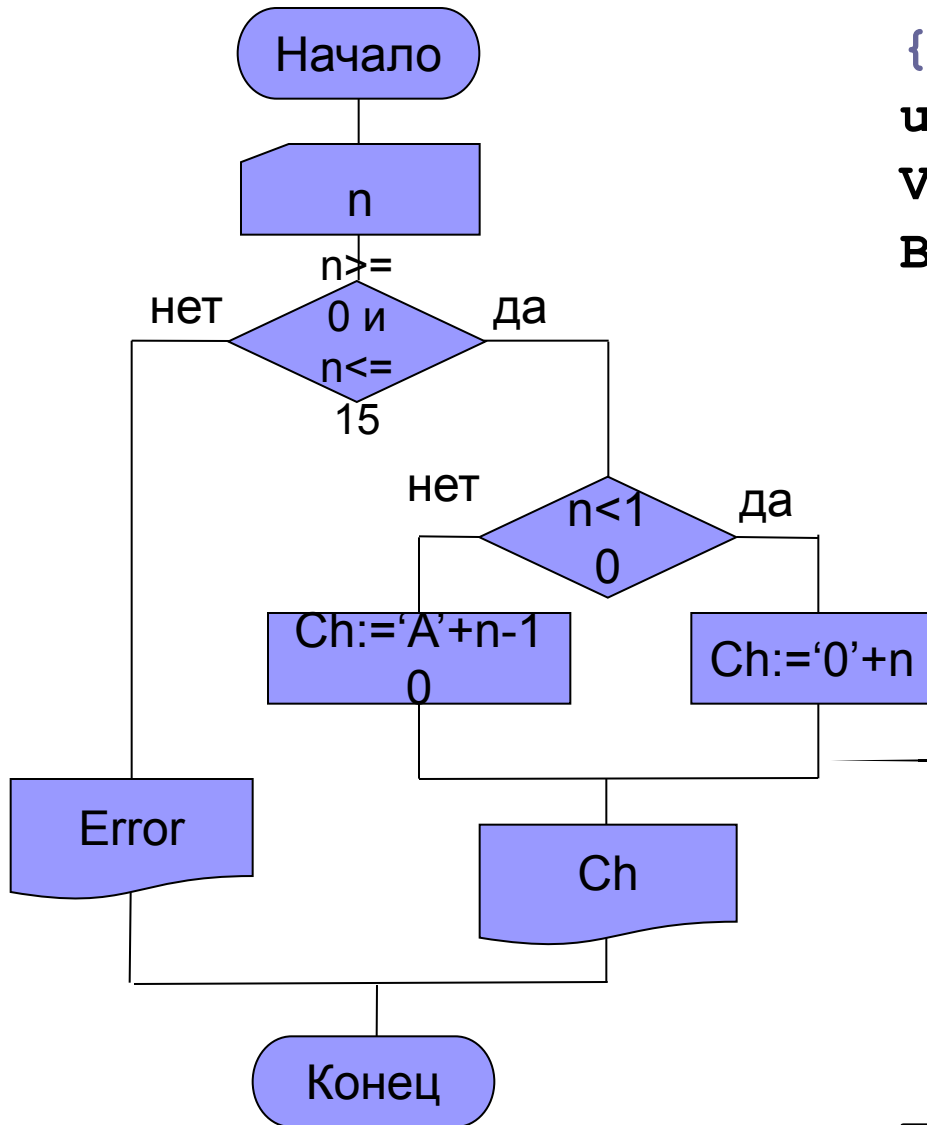 Начало
{
u
V
B
n
n>=
0 и
n<=
15
нет
да
нет
n<1
0
да
Ch:=‘A’+n-1
0
Ch:=‘0’+n
Error
Ch
Конец